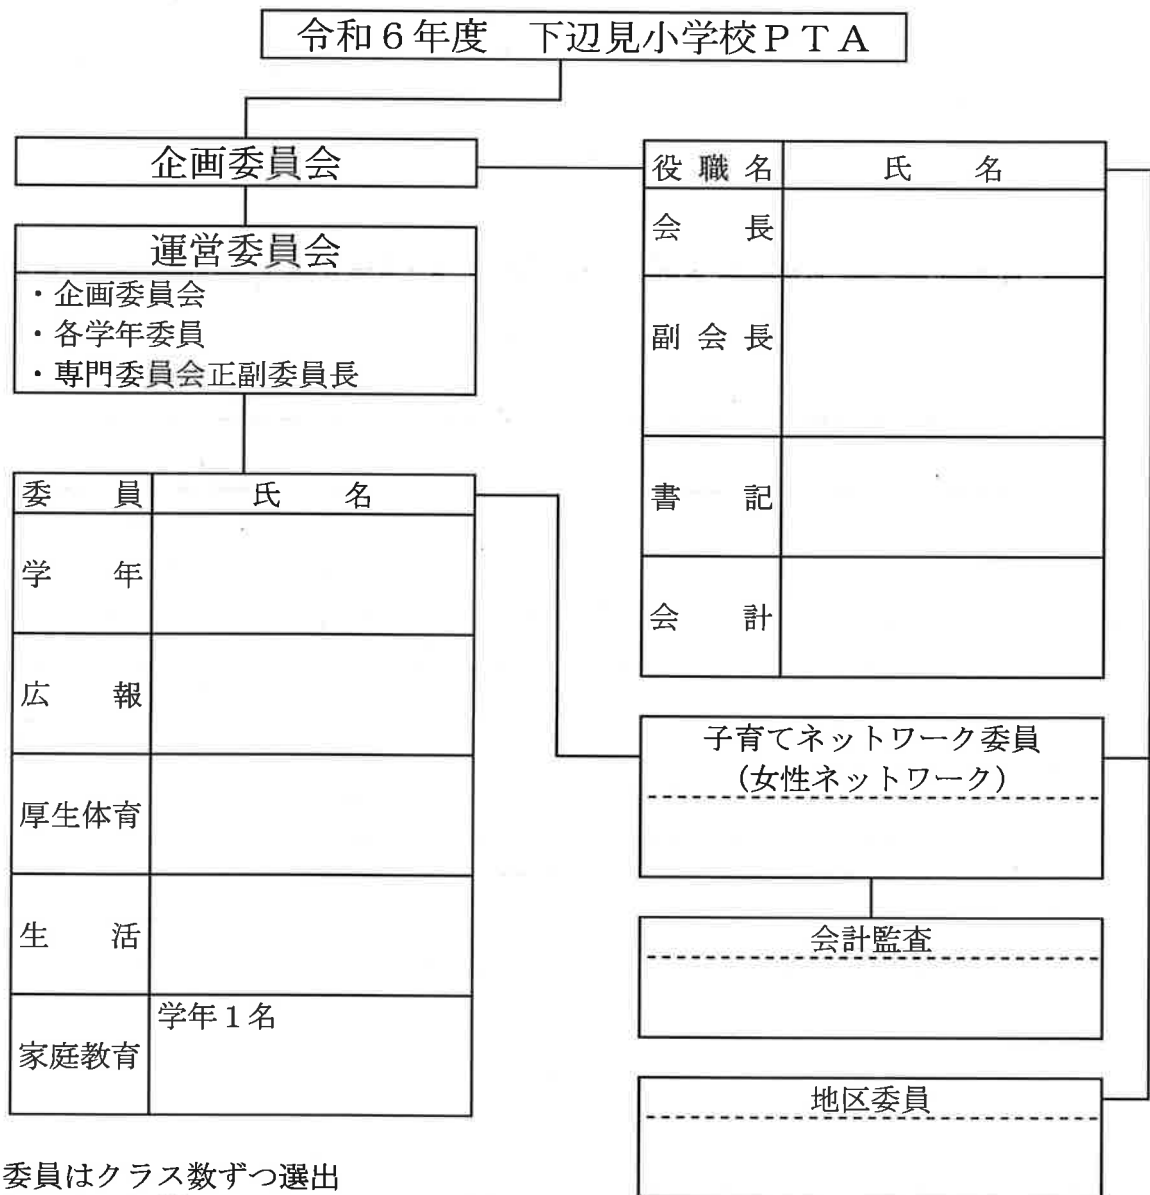 令和６年度　下辺見小学校ＰＴＡ
企画委員会
運営委員会
・企画委員会
・各学年委員
・専門委員会正副委員長
委員　氏名
学年
広報
厚生体育
生活
家庭教育　学年１名
委員はクラス数ずつ選出
役職名　氏名
会長
副会長
書記
会計
子育てネットワーク委員
(女性ネットワーク)
会計監査
地区委員